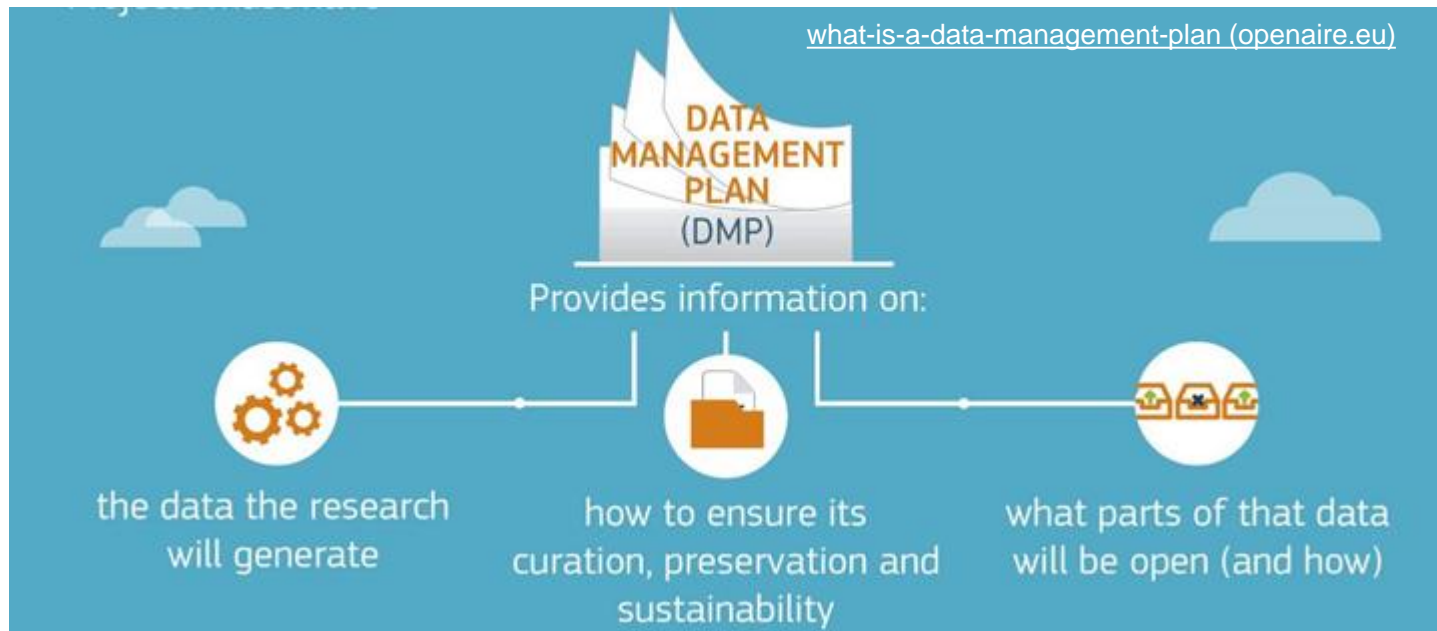 what-is-a-data-management-plan (openaire.eu)
DATA
MANAGEMENT
PLAN
(DMP)
Provides information on:
the data the research
will generate
how to ensure its
curation, preservation and
sustainability
what parts of that data
will be open (and how)